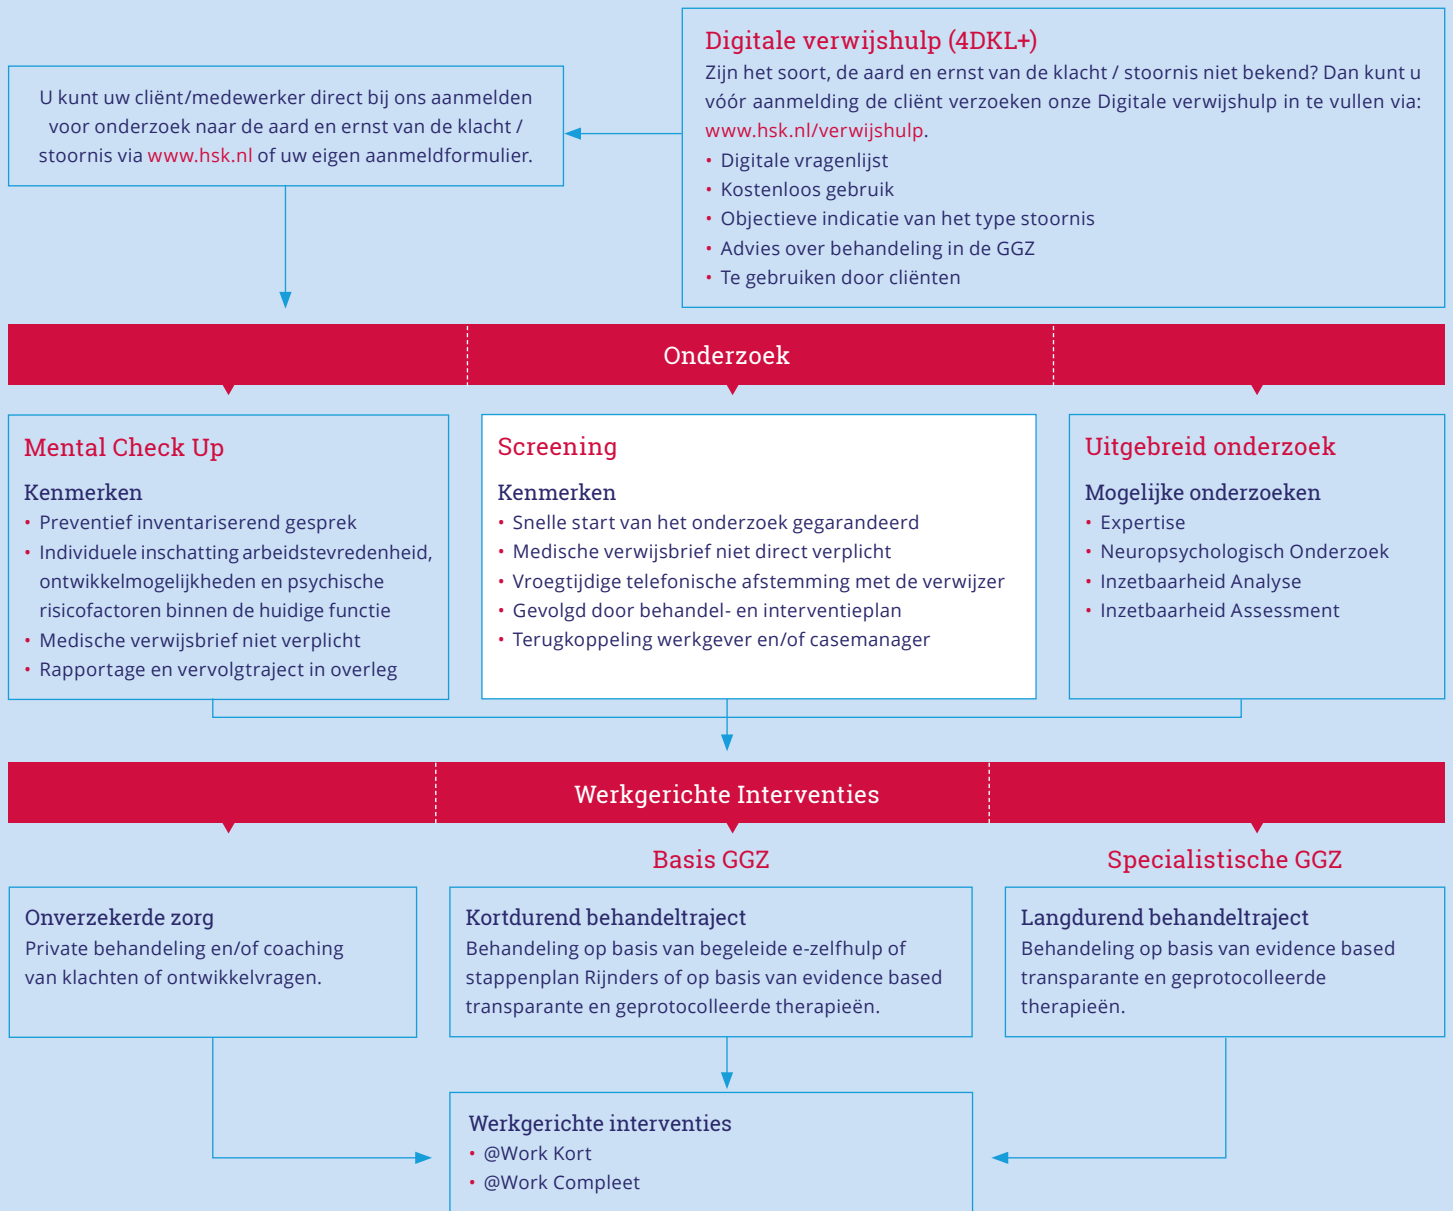 U kunt uw cliënt/medewerker direct bij ons aanmelden
voor onderzoek naar de aard en ernst van de klacht /
stoornis via www.hsk.nl of uw eigen aanmeldformulier.
Digitale verwijshulp (4DKL+)
Zijn het soort, de aard en ernst van de klacht / stoornis niet bekend? Dan kunt u
vóór aanmelding de cliënt verzoeken onze Digitale verwijshulp in te vullen via:
www.hsk.nl/verwijshulp.
• Digitale vragenlijst
• Kostenloos gebruik
• Objectieve indicatie van het type stoornis
• Advies over behandeling in de GGZ
• Te gebruiken door cliënten
Onderzoek
Mental Check Up
Kenmerken
• Preventief inventariserend gesprek
• Individuele inschatting arbeidstevredenheid,
ontwikkelmogelijkheden en psychische
risicofactoren binnen de huidige functie
• Medische verwijsbrief niet verplicht
• Rapportage en vervolgtraject in overleg
Screening
Kenmerken
• Snelle start van het onderzoek gegarandeerd
• Medische verwijsbrief niet direct verplicht
• Vroegtijdige telefonische afstemming met de verwijzer
• Gevolgd door behandel- en interventieplan
• Terugkoppeling werkgever en/of casemanager
Uitgebreid onderzoek
Mogelijke onderzoeken
• Expertise
• Neuropsychologisch Onderzoek
• Inzetbaarheid Analyse
• Inzetbaarheid Assessment
Werkgerichte Interventies
Onverzekerde zorg
Private behandeling en/of coaching
van klachten of ontwikkelvragen.
Basis GGZ
Kortdurend behandeltraject
Behandeling op basis van begeleide e-zelfhulp of
stappenplan Rijnders of op basis van evidence based
transparante en geprotocolleerde therapieën.
Specialistische GGZ
Langdurend behandeltraject
Behandeling op basis van evidence based
transparante en geprotocolleerde
therapieën.
Werkgerichte interventies
• @Work Kort
• @Work Compleet